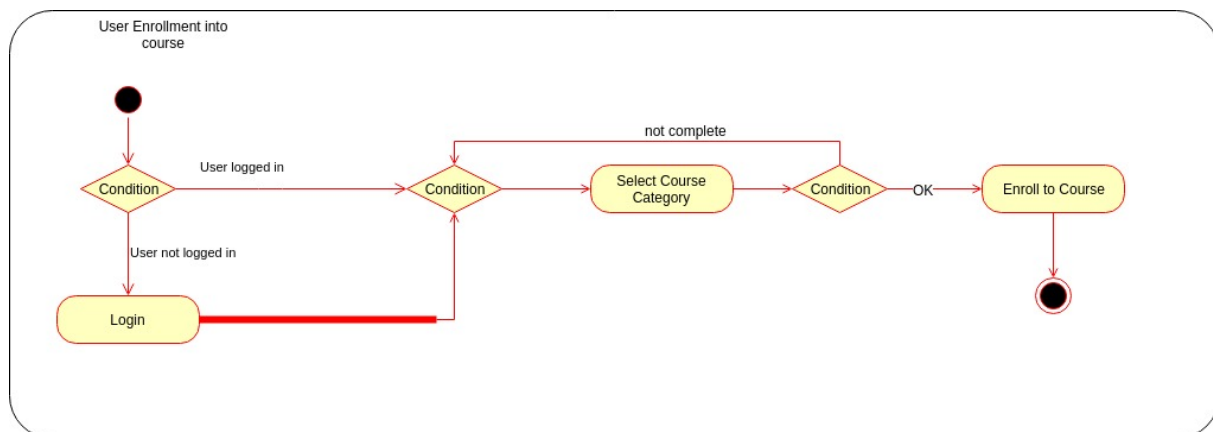 User Enrollment into
course
not complete
User logged in
Condition
Condition
Select Course
Category
Condition
OK
Enroll to Course
User not logged in
Login